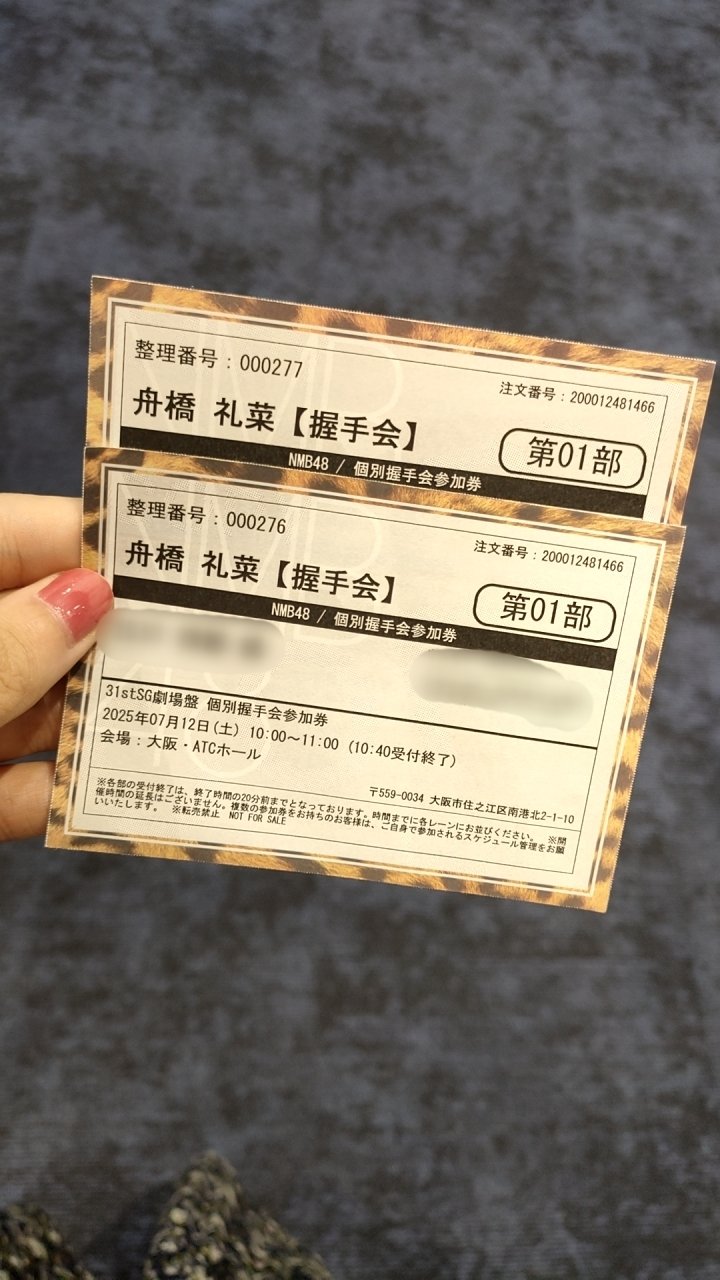 整理番号：000277
注文番号：200012481466
舟橋 礼菜【握手会】
第01部
NMB48 / 個別握手会参加券
整理番号：000276
注文番号：200012481466
舟橋 礼菜【握手会】
第01部
NMB48 / 個別握手会参加券
31stSG劇場盤 個別握手会参加券
2025年07月12日(土) 10:00～11:00 (10:40受付終了)
会場：大阪・ATCホール
〒559-0034 大阪市住之江区南港北2-1-10
※各部の受付終了は、終了時間の20分前までとなっております。時間までに各レーンにお並びください。 ※開
催時間の延長はございません。複数の参加券をお持ちのお客様は、ご自身で参加されるスケジュール管理をお願
いいたします。 ※転売禁止 NOT FOR SALE